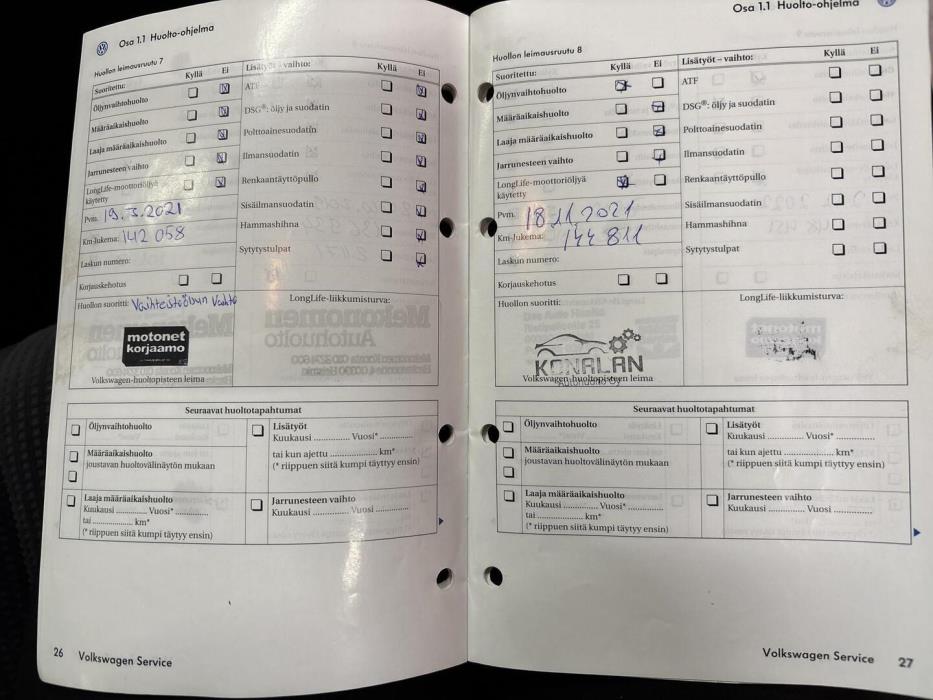 Osa 1.1 Huolto-ohjelma
Huollon leimausruutu 7
Suoritettu: Kyllä Ei
Öljynvaihtohuolto
Määräaikaishuolto
Laaja määräaikaishuolto
Jarrunesteen vaihto
LongLife-moottoriöljyä
käytetty
Pvm. 19.5.2021
Km-lukema: 142 058
Laskun numero:
Korjauskehotus
Lisätyöt – vaihto: Kyllä Ei
ATF
DSG®: öljy ja suodatin
Polttoainesuodatin
Ilmansuodatin
Renkaantäyttöpullo
Sisäilmansuodatin
Hammashihna
Sytytystulpat
Huollon suoritti: Vaihteistoöljyn Vaihto
motonet
korjaamo
Volkswagen-huoltopisteen leima
LongLife-liikkumisturva:
Seuraavat huoltotapahtumat
Öljynvaihtohuolto
Määräaikaishuolto
joustavan huoltovälinäytön mukaan
Laaja määräaikaishuolto
Kuukausi .............. Vuosi* ..............
tai .................. km*
(* riippuen siitä kumpi täytyy ensin)
Lisätyöt
Kuukausi .............. Vuosi* ..............
tai kun ajettu .................. km*
(* riippuen siitä kumpi täytyy ensin)
Jarrunesteen vaihto
Kuukausi .............. Vuosi ..............
26 Volkswagen Service
Osa 1.1 Huolto-ohjelma
Huollon leimausruutu 8
Suoritettu: Kyllä Ei
Öljynvaihtohuolto
Määräaikaishuolto
Laaja määräaikaishuolto
Jarrunesteen vaihto
LongLife-moottoriöljyä
käytetty
Pvm. 18.11.2021
Km-lukema: 144 811
Laskun numero:
Korjauskehotus
Lisätyöt – vaihto: Kyllä Ei
ATF
DSG®: öljy ja suodatin
Polttoainesuodatin
Ilmansuodatin
Renkaantäyttöpullo
Sisäilmansuodatin
Hammashihna
Sytytystulpat
Huollon suoritti:
KONALAN
Volkswagen-huoltopisteen leima
LongLife-liikkumisturva:
Seuraavat huoltotapahtumat
Öljynvaihtohuolto
Määräaikaishuolto
joustavan huoltovälinäytön mukaan
Laaja määräaikaishuolto
Kuukausi .............. Vuosi* ..............
tai .................. km*
(* riippuen siitä kumpi täytyy ensin)
Lisätyöt
Kuukausi .............. Vuosi* ..............
tai kun ajettu .................. km*
(* riippuen siitä kumpi täytyy ensin)
Jarrunesteen vaihto
Kuukausi .............. Vuosi ..............
Volkswagen Service 27